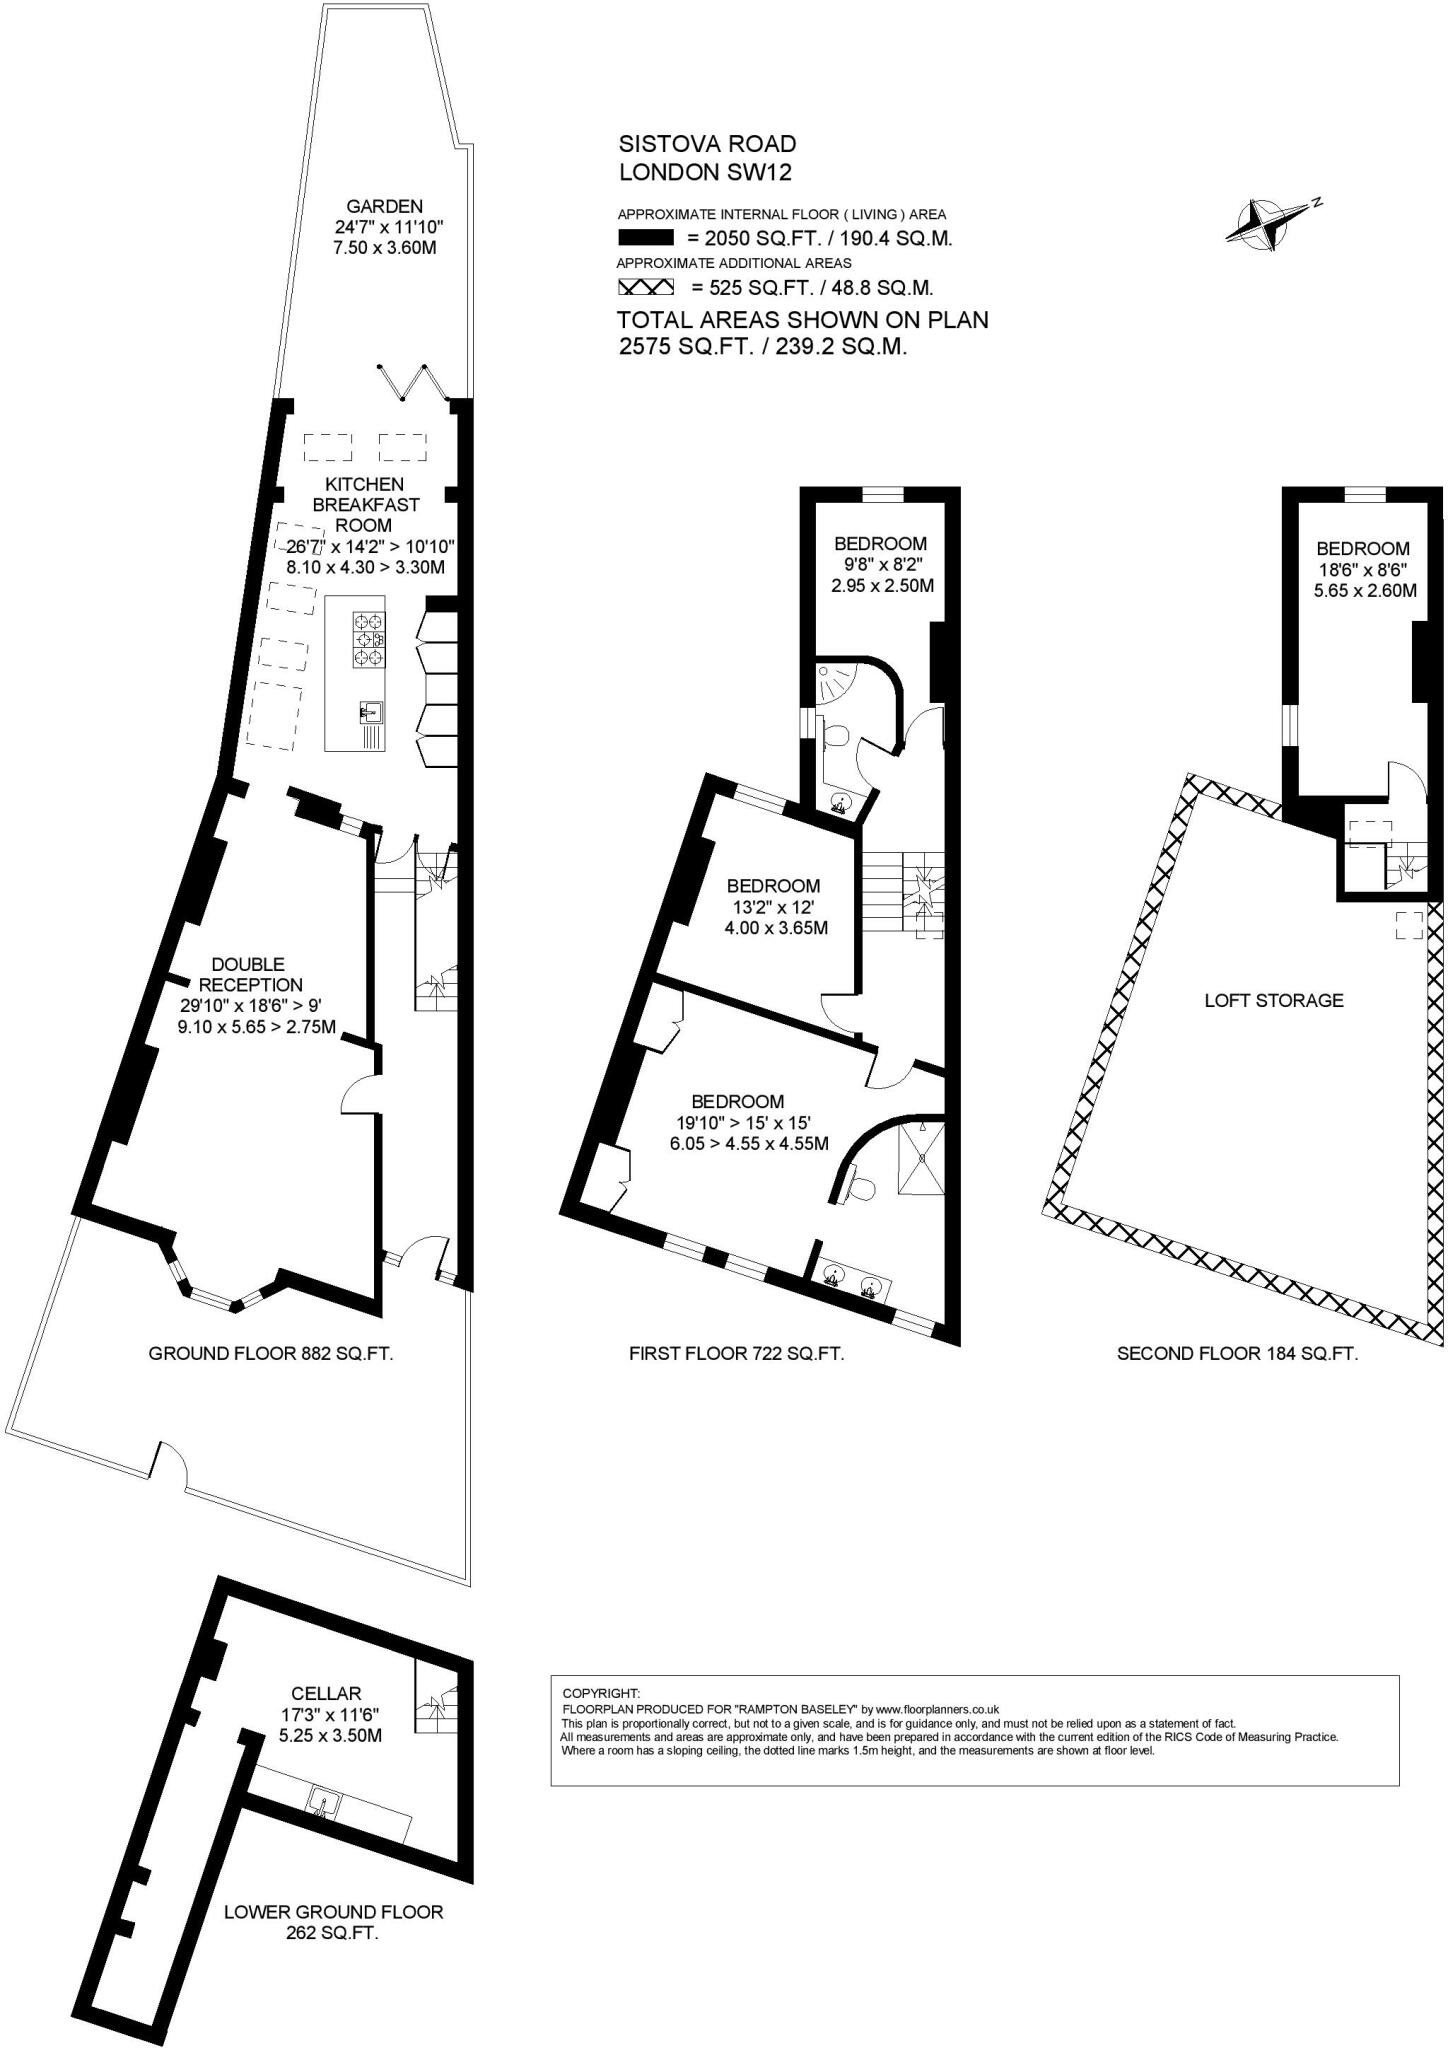 SISTOVA ROAD
LONDON SW12
APPROXIMATE INTERNAL FLOOR ( LIVING ) AREA
= 2050 SQ.FT. / 190.4 SQ.M.
APPROXIMATE ADDITIONAL AREAS
= 525 SQ.FT. / 48.8 SQ.M.
TOTAL AREAS SHOWN ON PLAN
2575 SQ.FT. / 239.2 SQ.M.
N
GARDEN
24'7" x 11'10"
7.50 x 3.60M
KITCHEN
BREAKFAST
ROOM
26'7" x 14'2" > 10'10"
8.10 x 4.30 > 3.30M
DOUBLE
RECEPTION
29'10" x 18'6" > 9'
9.10 x 5.65 > 2.75M
GROUND FLOOR 882 SQ.FT.
BEDROOM
9'8" x 8'2"
2.95 x 2.50M
BEDROOM
13'2" x 12'
4.00 x 3.65M
BEDROOM
19'10" > 15' x 15'
6.05 > 4.55 x 4.55M
FIRST FLOOR 722 SQ.FT.
BEDROOM
18'6" x 8'6"
5.65 x 2.60M
LOFT STORAGE
SECOND FLOOR 184 SQ.FT.
CELLAR
17'3" x 11'6"
5.25 x 3.50M
LOWER GROUND FLOOR
262 SQ.FT.
COPYRIGHT:
FLOORPLAN PRODUCED FOR "RAMPTON BASELEY" by www.floorplanners.co.uk
This plan is proportionally correct, but not to a given scale, and is for guidance only, and must not be relied upon as a statement of fact.
All measurements and areas are approximate only, and have been prepared in accordance with the current edition of the RICS Code of Measuring Practice.
Where a room has a sloping ceiling, the dotted line marks 1.5m height, and the measurements are shown at floor level.